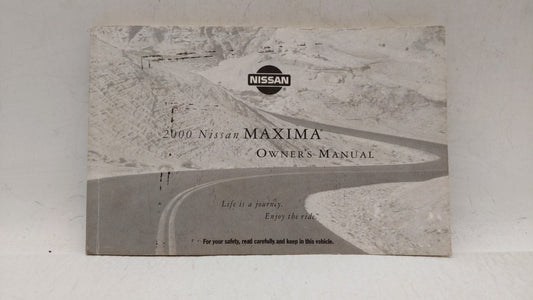 NISSAN
2000 Nissan MAXIMA®
OWNER'S MANUAL
Life is a journey.
Enjoy the ride.
For your safety, read carefully and keep in this vehicle.